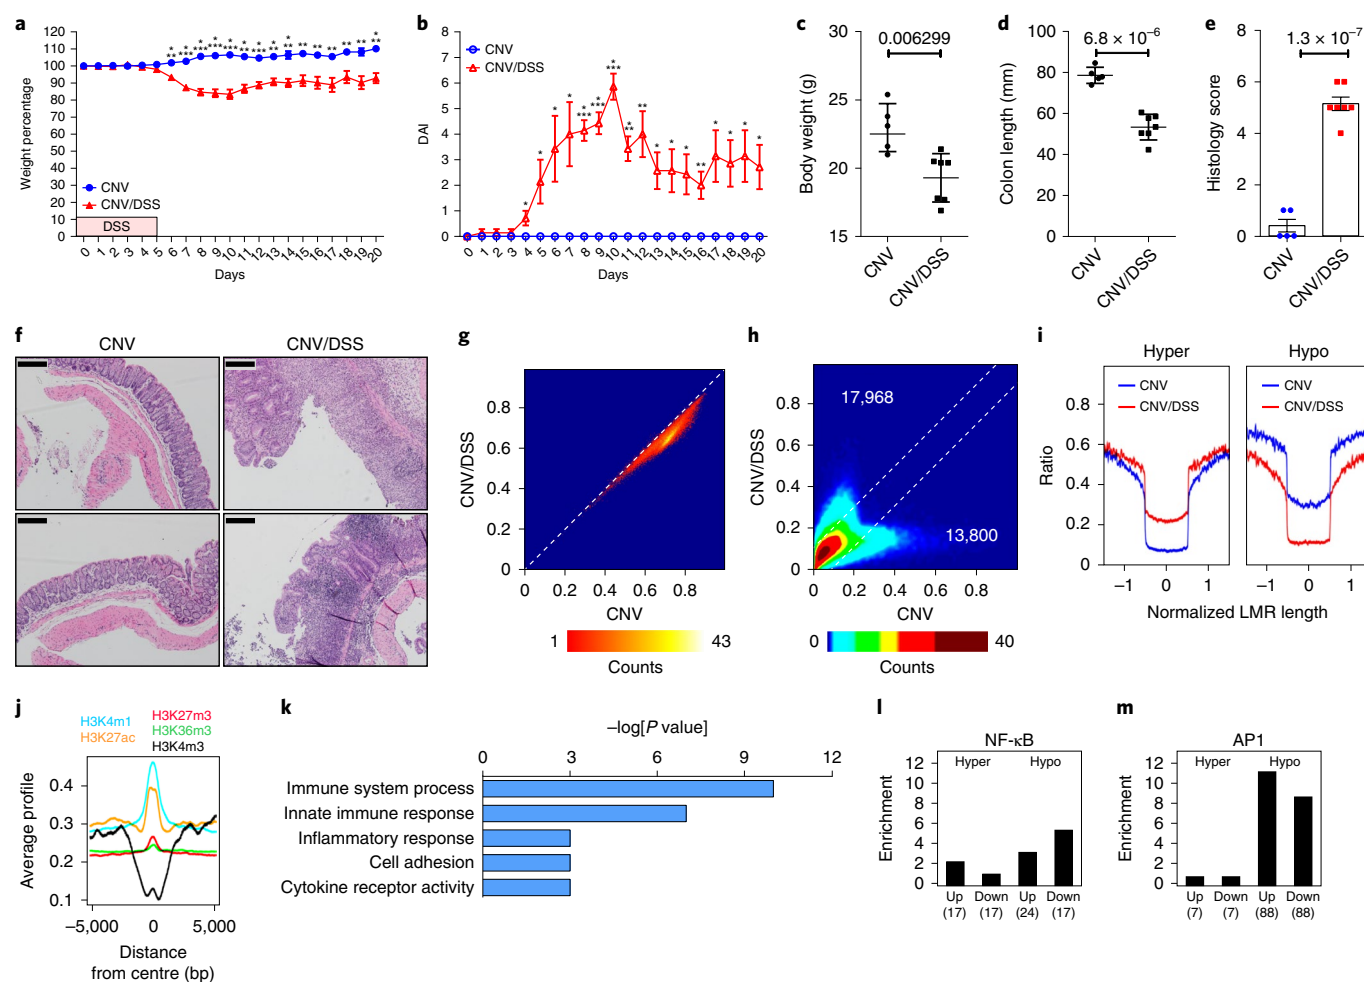 a
120
110
100
90
80
70
60
50
40
30
20
10
0
Weight percentage
CNV
CNV/DSS
DSS
0 1 2 3 4 5 6 7 8 9 10 11 12 13 14 15 16 17 18 19 20
Days
b
8
7
6
5
4
3
2
1
0
DAI
CNV
CNV/DSS
0 1 2 3 3 4 5 6 7 8 9 10 11 12 13 14 15 16 17 18 19 20
Days
c
0.006299
30
25
20
15
Body weight (g)
CNV
CNV/DSS
d
6.8 × 10⁻⁶
100
80
60
40
20
0
Colon length (mm)
CNV
CNV/DSS
e
1.3 × 10⁻⁷
8
6
4
2
0
Histology score
CNV
CNV/DSS
f
CNV CNV/DSS
g
0.8
0.6
0.4
0.2
0
CNV/DSS
0 0.2 0.4 0.6 0.8
CNV
1 43
Counts
h
17,968
13,800
0.8
0.6
0.4
0.2
0
CNV/DSS
0 0.2 0.4 0.6 0.8
CNV
0 40
Counts
i
Hyper Hypo
CNV
CNV/DSS
CNV
CNV/DSS
0.8
0.6
0.4
0.2
0
Ratio
−1 0 1
−1 0 1
Normalized LMR length
j
H3K4m1
H3K27ac
H3K27m3
H3K36m3
H3K4m3
0.4
0.3
0.2
0.1
Average profile
−5,000 0 5,000
Distance
from centre (bp)
k
−log[P value]
0 3 6 9 12
Immune system process
Innate immune response
Inflammatory response
Cell adhesion
Cytokine receptor activity
l
NF-κB
Hyper Hypo
12
10
8
6
4
2
0
Enrichment
Up Down Up Down
(17) (17) (24) (17)
m
AP1
Hyper Hypo
12
10
8
6
4
2
0
Enrichment
Up Down Up Down
(7) (7) (88) (88)